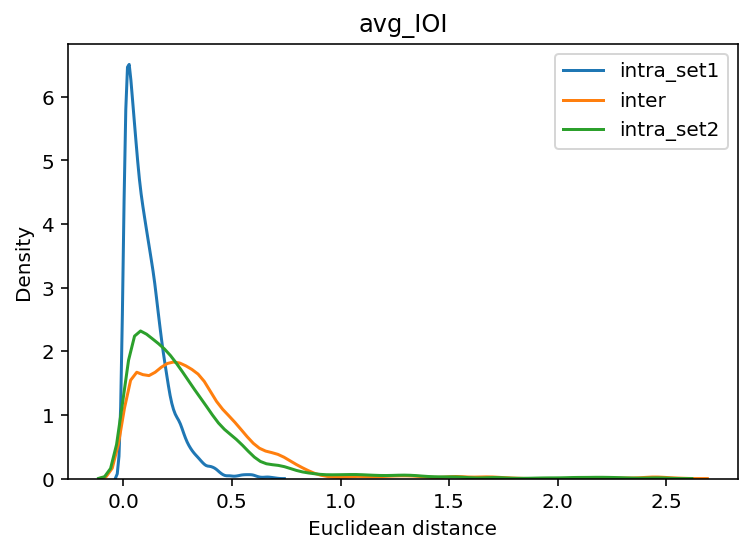 avg_IOI
intra_set1
inter
intra_set2
Density
6
5
4
3
2
1
0
0.0 0.5 1.0 1.5 2.0 2.5
Euclidean distance